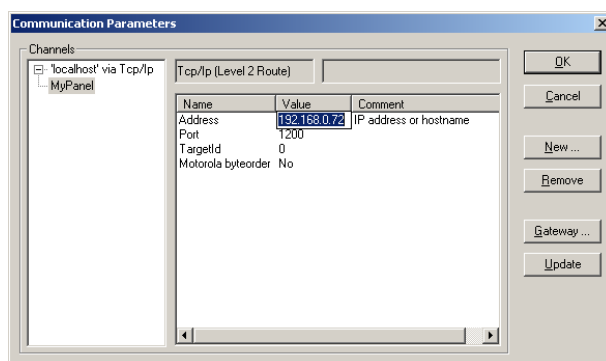 Communication Parameters
Channels
'localhost' via Tcp/Ip
MyPanel
Tcp/Ip (Level 2 Route)
Name Value Comment
Address 192.168.0.72 IP address or hostname
Port 1200
TargetId 0
Motorola byteorder No
OK
Cancel
New ...
Remove
Gateway ...
Update